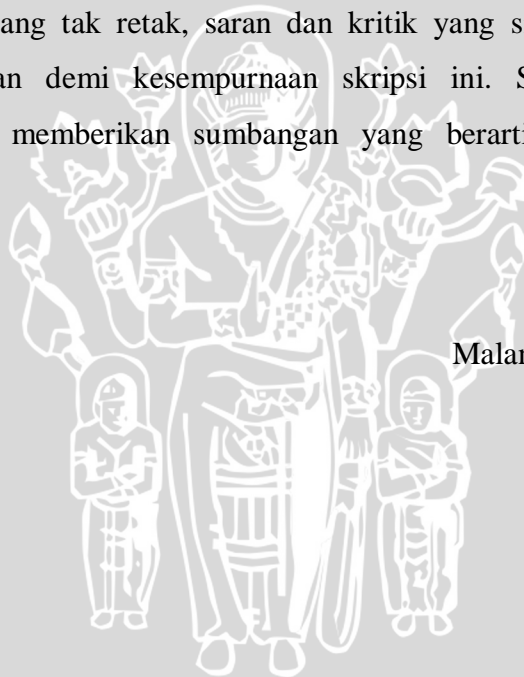 ang tak retak, saran dan kritik yang s
an demi kesempurnaan skripsi ini. S
memberikan sumbangan yang berarti
Malan